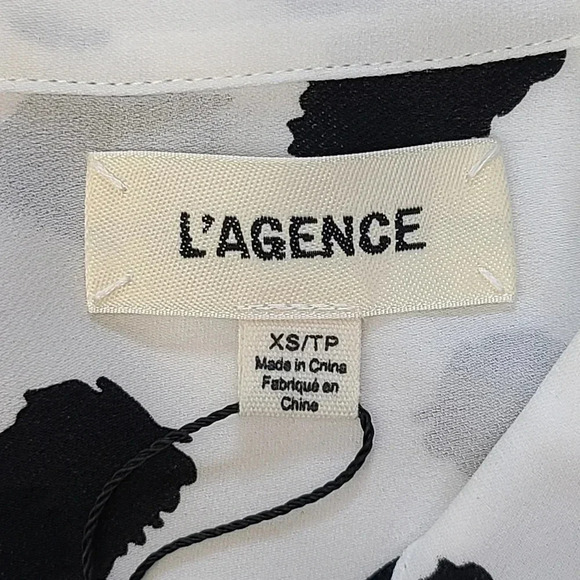 L'AGENCE
XS/TP
Made in China
Fabriqué en
Chine